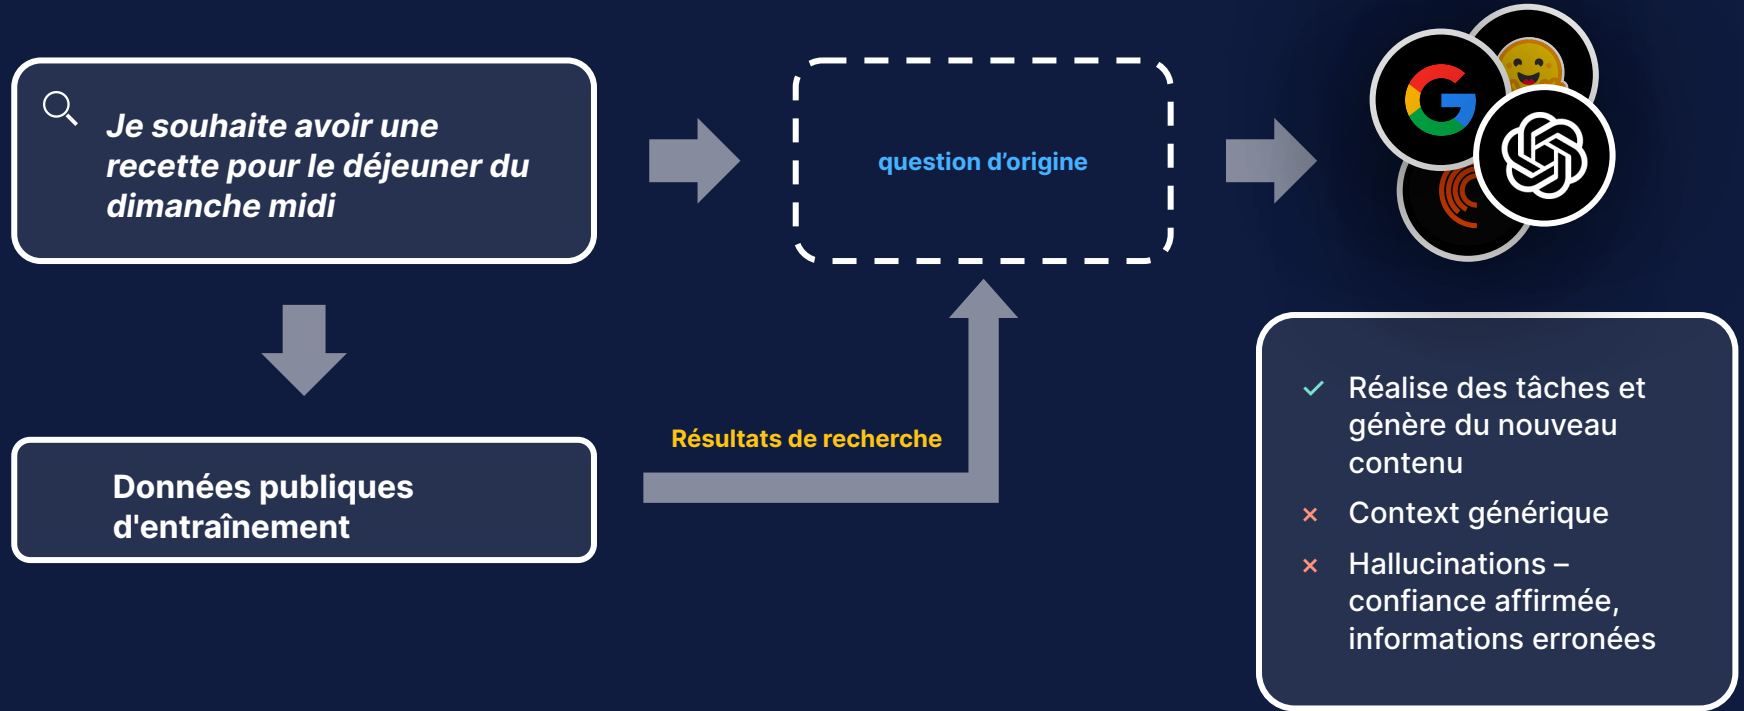 Je souhaite avoir une
recette pour le déjeuner du
dimanche midi
question d'origine
Données publiques
d'entraînement
Résultats de recherche
Réalise des tâches et
génère du nouveau
contenu
Context générique
Hallucinations –
confiance affirmée,
informations erronées